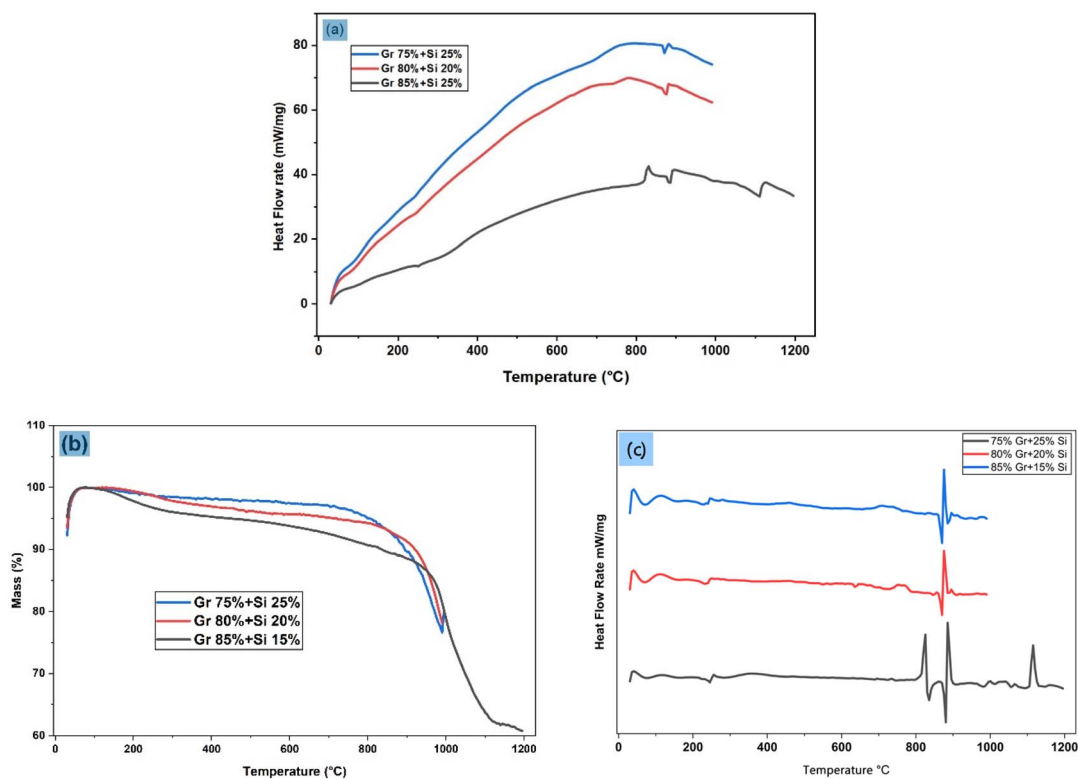 (a)
Gr 75%+Si 25%
Gr 80%+Si 20%
Gr 85%+Si 25%
80
60
40
20
0
Heat Flow rate (mW/mg)
0 200 400 600 800 1000 1200
Temperature (°C)
(b)
110
100
90
80
70
60
Mass (%)
Gr 75%+Si 25%
Gr 80%+Si 20%
Gr 85%+Si 15%
0 200 400 600 800 1000 1200
Temperature (°C)
(c)
75% Gr+25% Si
80% Gr+20% Si
85% Gr+15% Si
Heat Flow Rate mW/mg
0 200 400 600 800 1000 1200
Temperature °C